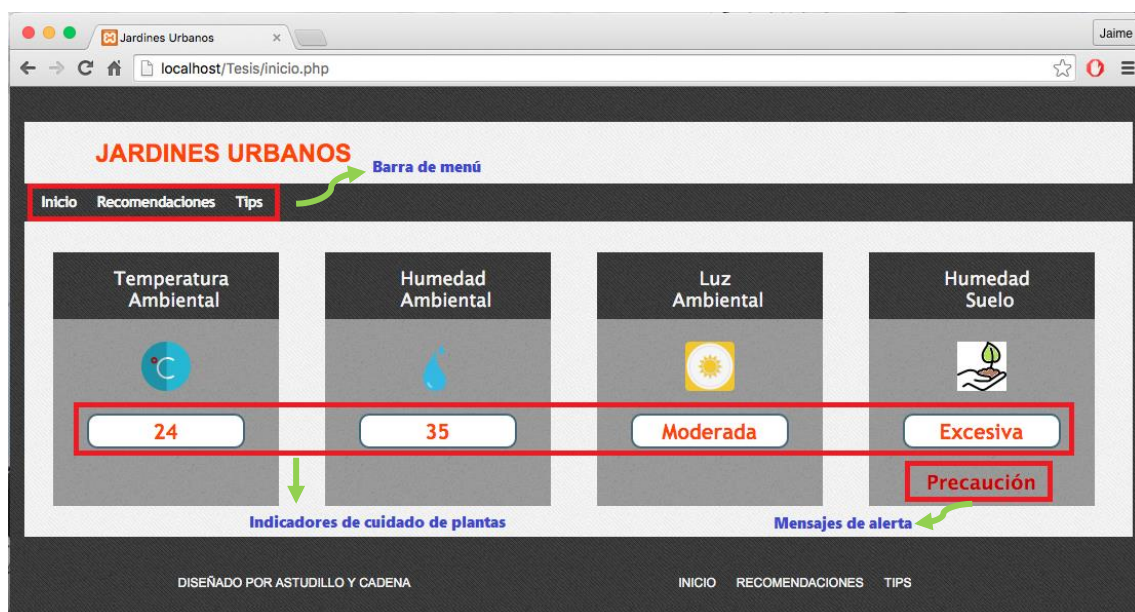 Jardines Urbanos
Jaime
localhost/Tesis/inicio.php
JARDINES URBANOS
Barra de menú
Inicio Recomendaciones Tips
Temperatura
Ambiental
Humedad
Ambiental
Luz
Ambiental
Humedad
Suelo
°C
24
35
Moderada
Excesiva
Precaución
Indicadores de cuidado de plantas
Mensajes de alerta
DISEÑADO POR ASTUDILLO Y CADENA
INICIO RECOMENDACIONES TIPS